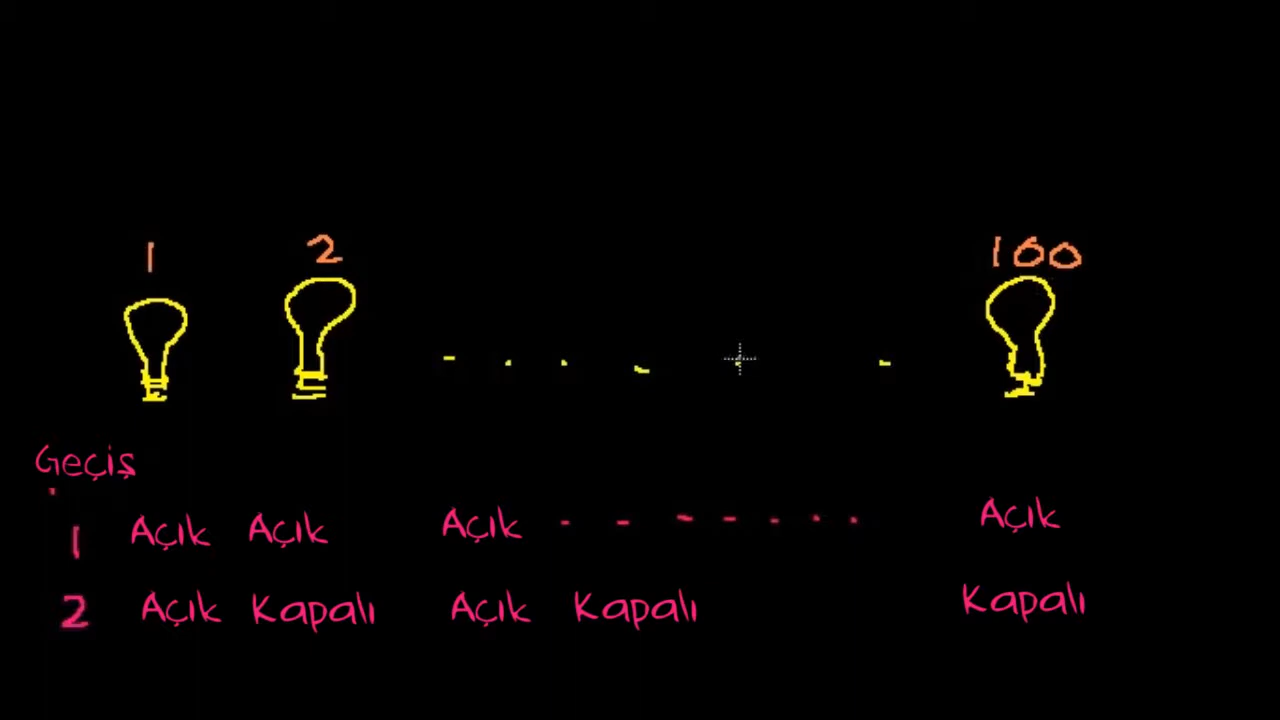 1 2 100
Geçiş
1 Açık Açık Açık Açık
2 Açık Kapalı Açık Kapalı Kapalı